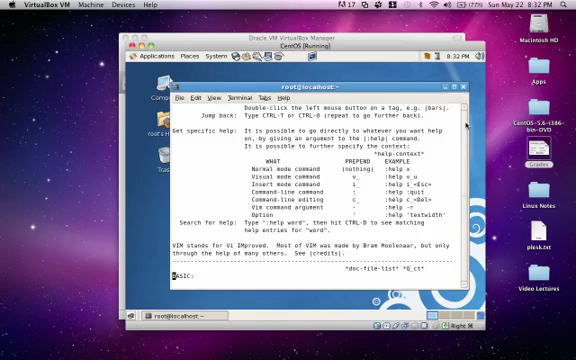 VirtualBox VM Machine Devices Help
17
(77%) Sun May 22 8:32 PM
Oracle VM VirtualBox Manager
CentOS [Running]
Applications Places System
8:32 PM
root@localhost:~
File Edit View Terminal Tabs Help
Double-click the left mouse button on a tag, e.g. |bars|.
Jump back: Type CTRL-T or CTRL-O (repeat to go further back).
Get specific help: It is possible to go directly to whatever you want help
on, by giving an argument to the |:help| command.
It is possible to further specify the context:
*help-context*
WHAT PREPEND EXAMPLE
Normal mode command (nothing) :help x
Visual mode command v_ :help v_u
Insert mode command i_ :help i_<Esc>
Command-line command : :help :quit
Command-line editing c_ :help c_<Del>
Vim command argument - :help -r
Option ' :help 'textwidth'
Search for help: Type ":help word", then hit CTRL-D to see matching
help entries for "word".
VIM stands for Vi IMproved. Most of VIM was made by Bram Moolenaar, but only
through the help of many others. See |credits|.
*doc-file-list* *Q_ct*
BASIC:
root@localhost:~
Right ⌘
Macintosh HD
Apps
CentOS-5.6-i386-bin-DVD
Grades
Linux Notes
plesk.txt
Video Lectures
Trash